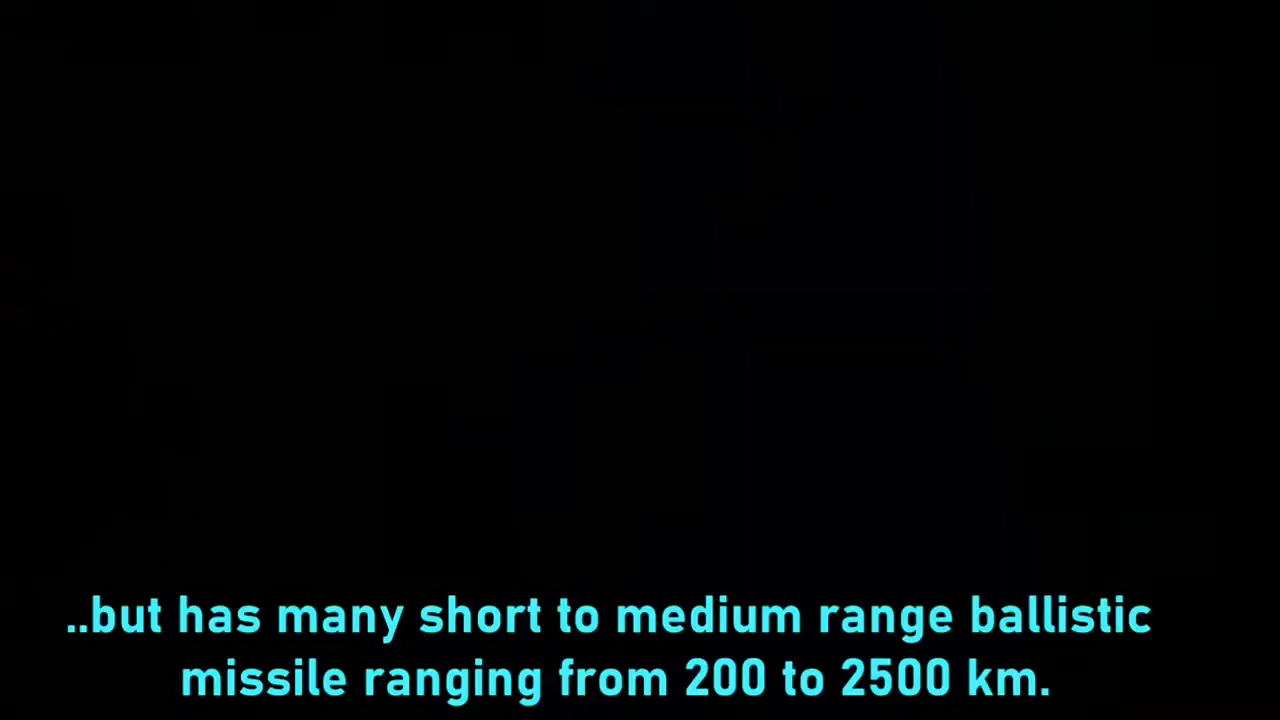 ..but has many short to medium range ballistic
missile ranging from 200 to 2500 km.